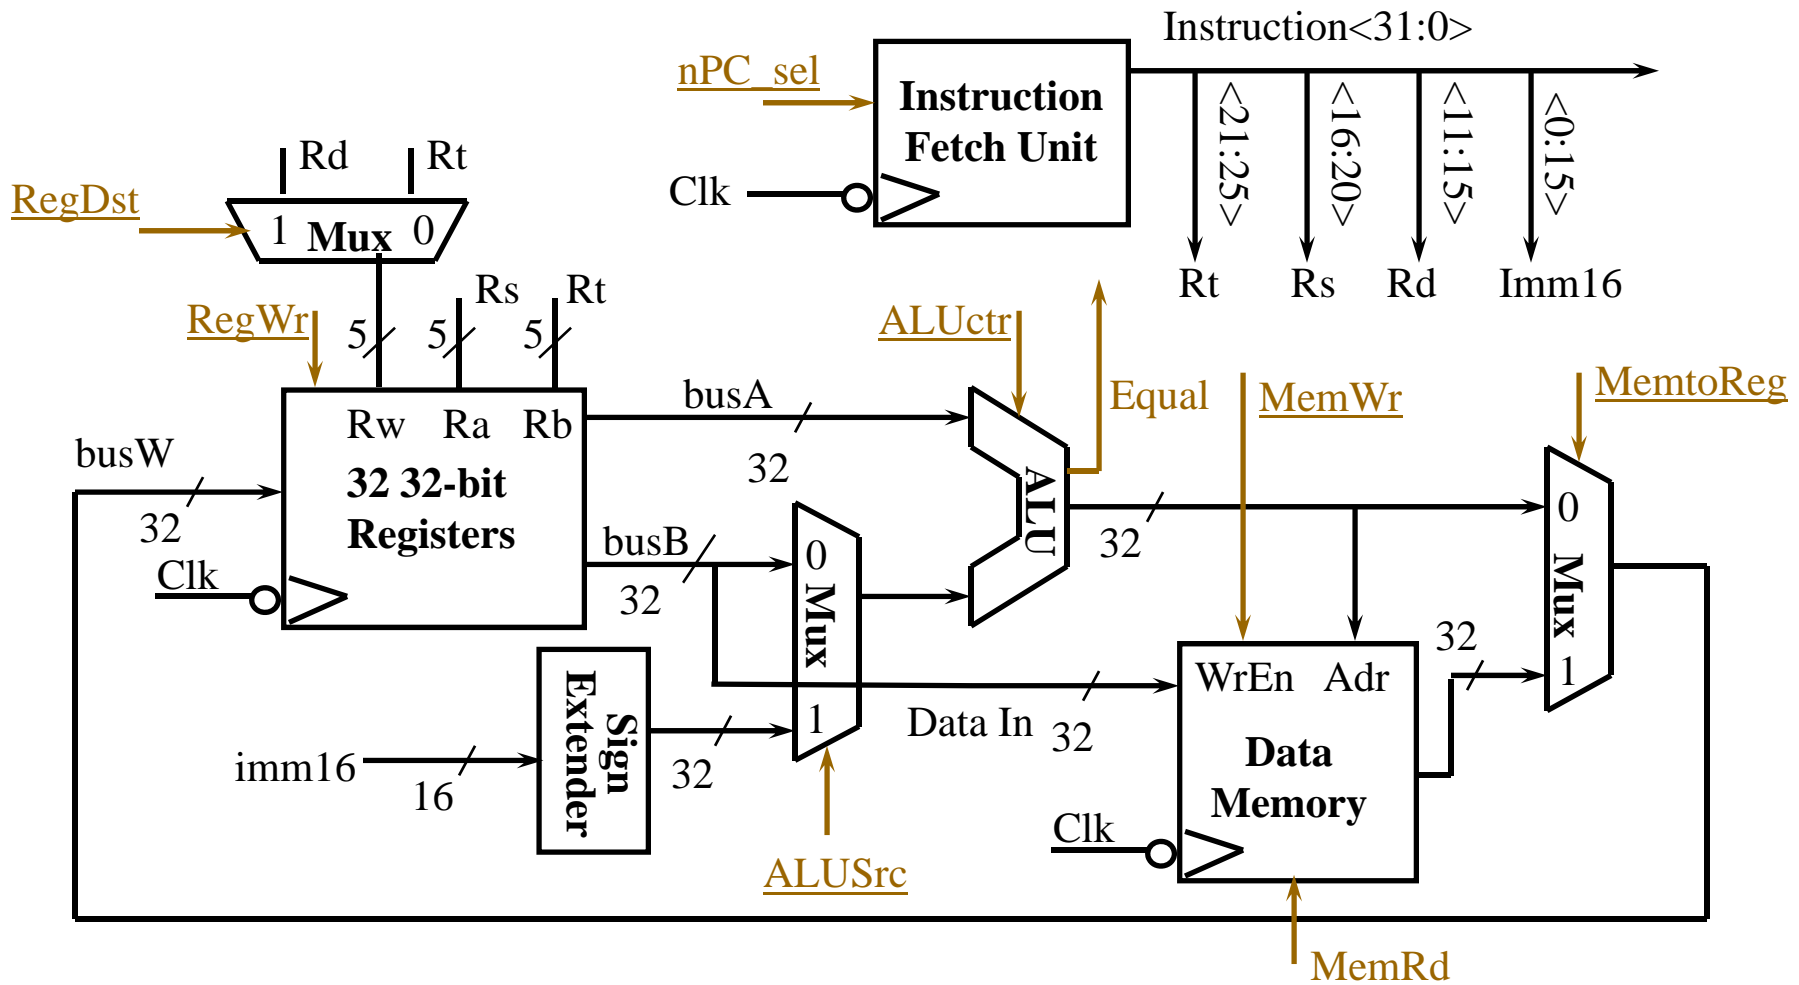 Instruction<31:0>
nPC_sel
Instruction
Fetch Unit
Clk
<21:25>
<16:20>
<11:15>
<0:15>
Rt
Rs
Rd
Imm16
Rd
Rt
RegDst
1
Mux
0
RegWr
5
5
5
Rs
Rt
busW
32
Clk
Rw
Ra
Rb
32 32-bit
Registers
busA
32
busB
32
0
Mux
1
ALUSrc
imm16
16
Sign
Extender
32
ALUctr
ALU
Equal
32
MemWr
MemtoReg
Data In
32
WrEn
Adr
Data
Memory
Clk
MemRd
32
0
Mux
1